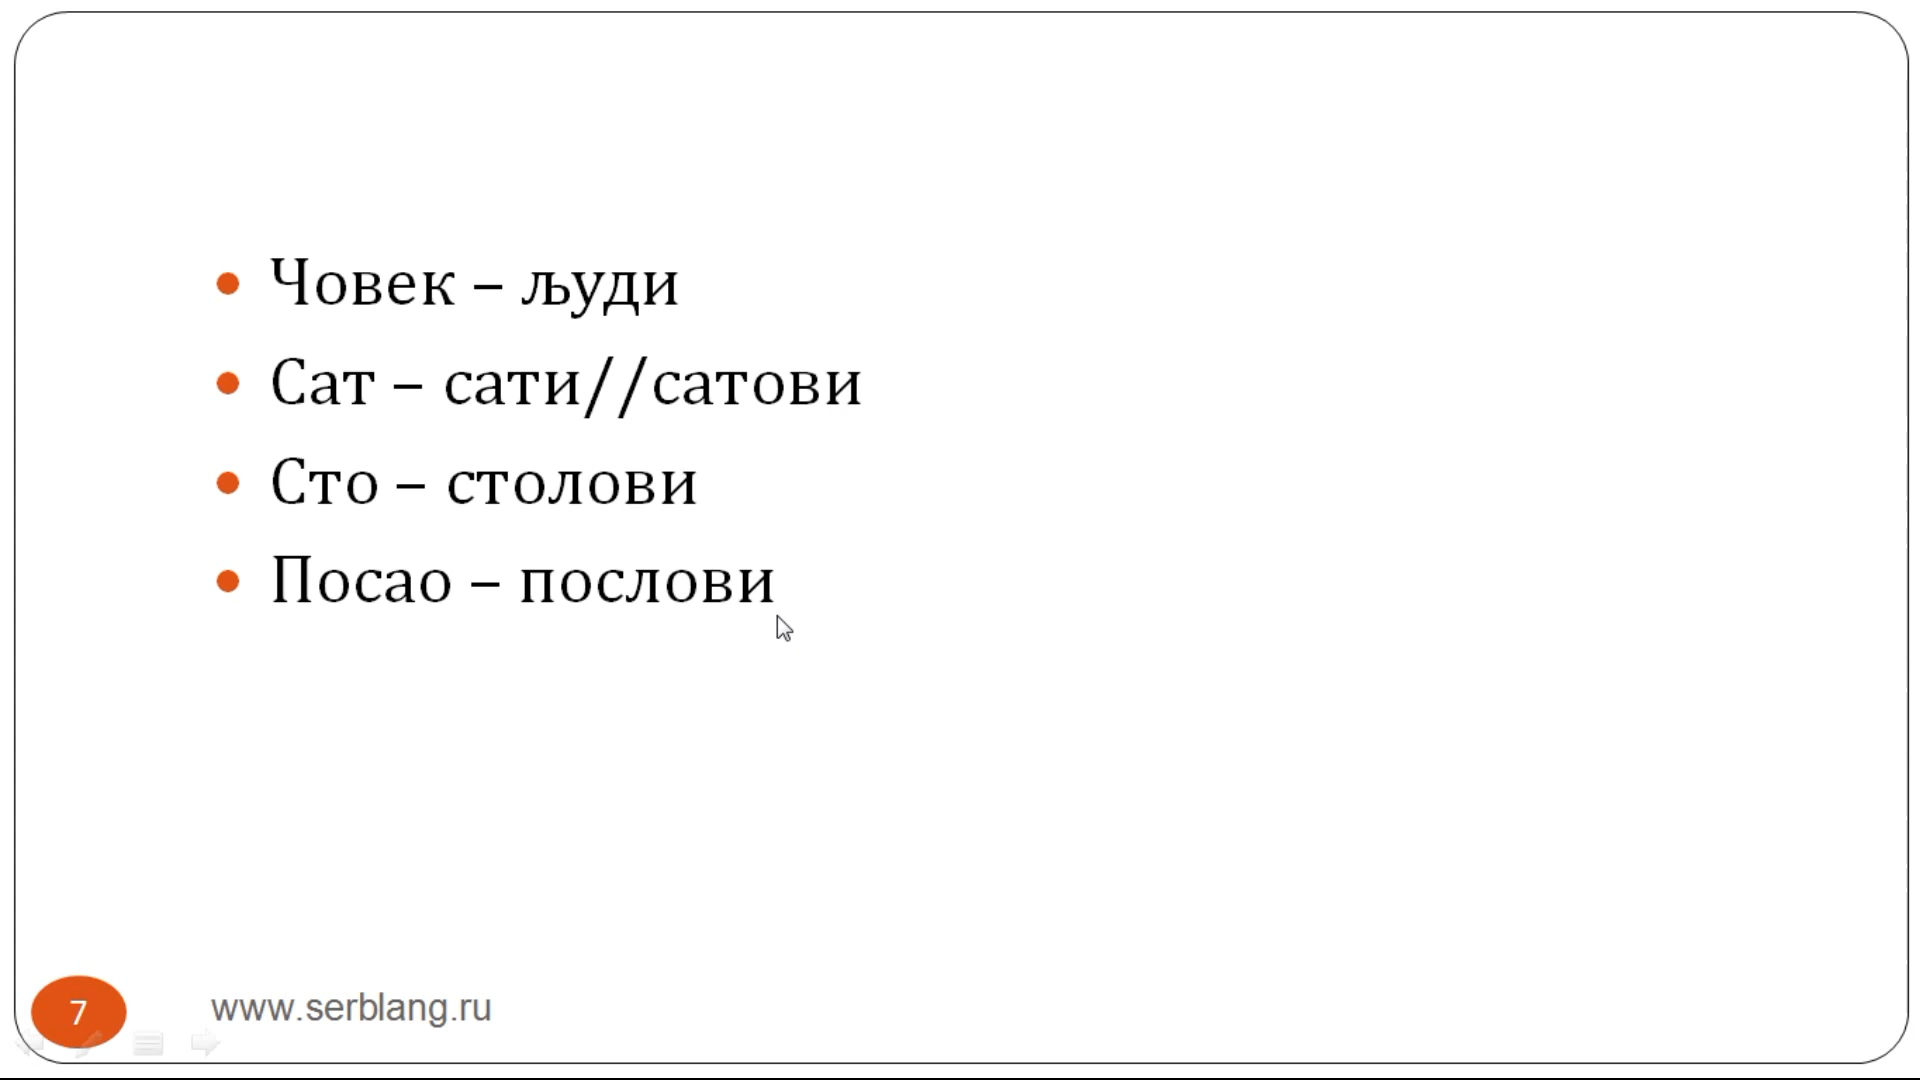 Човек – људи
Сат – сати//сатови
Сто – столови
Посао – послови
7
www.serblang.ru